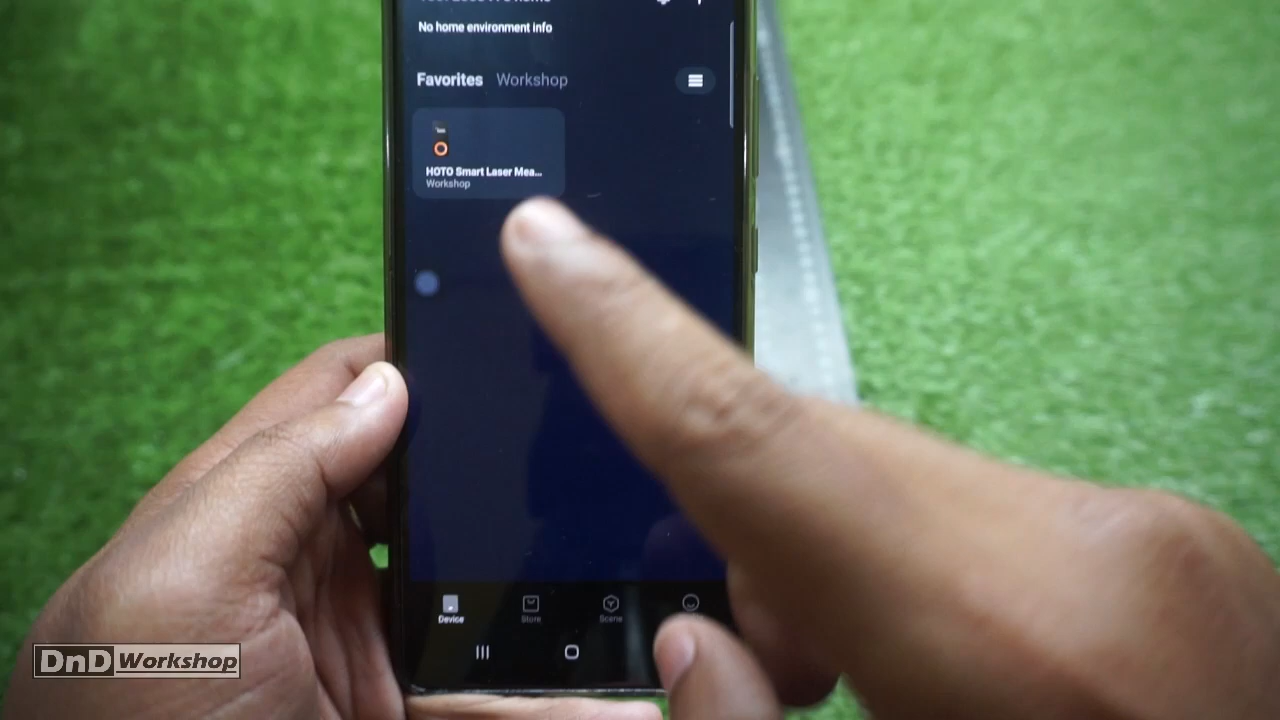 No home environment info
Favorites Workshop
HOTO Smart Laser Mea...
Workshop
Device Store Scene
DnD Workshop